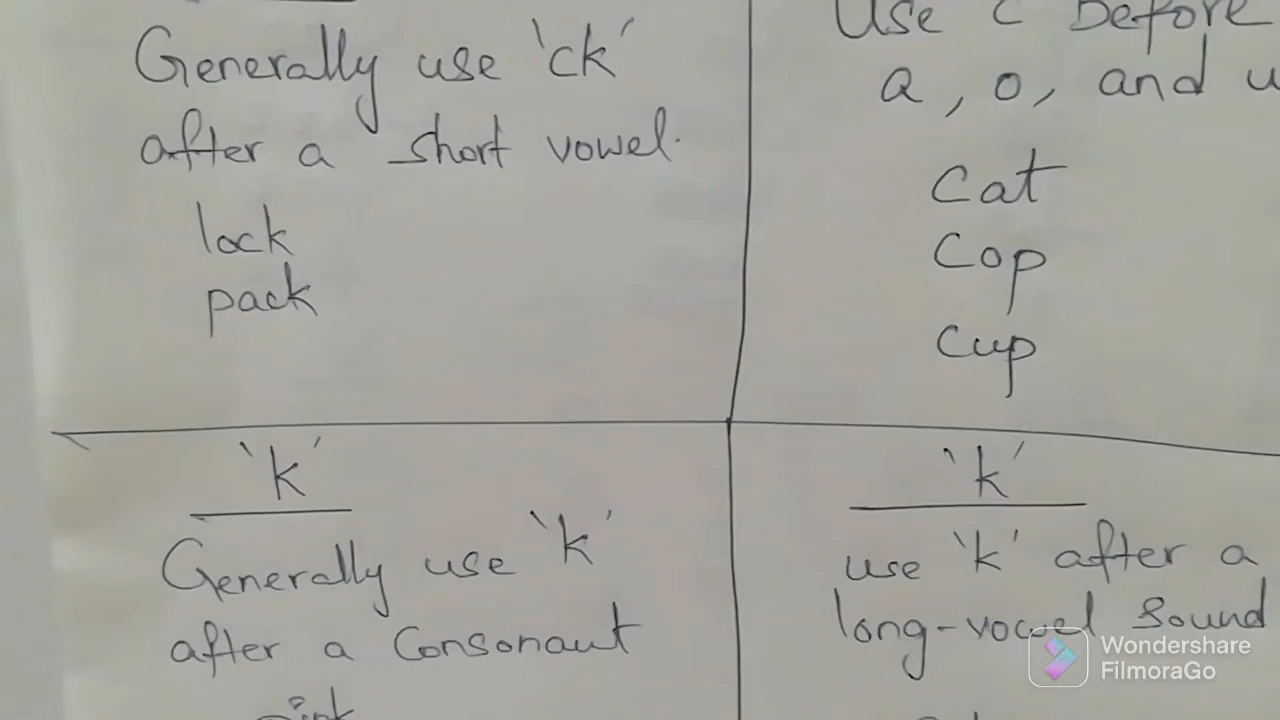 Generally use 'ck'
after a short vowel.
lock
pack
Use c Before
a, o, and u
Cat
Cop
Cup
'k'
Generally use 'k'
after a Consonaut
'k'
use 'k' after a
long-vowel Sound
Wondershare
FilmoraGo